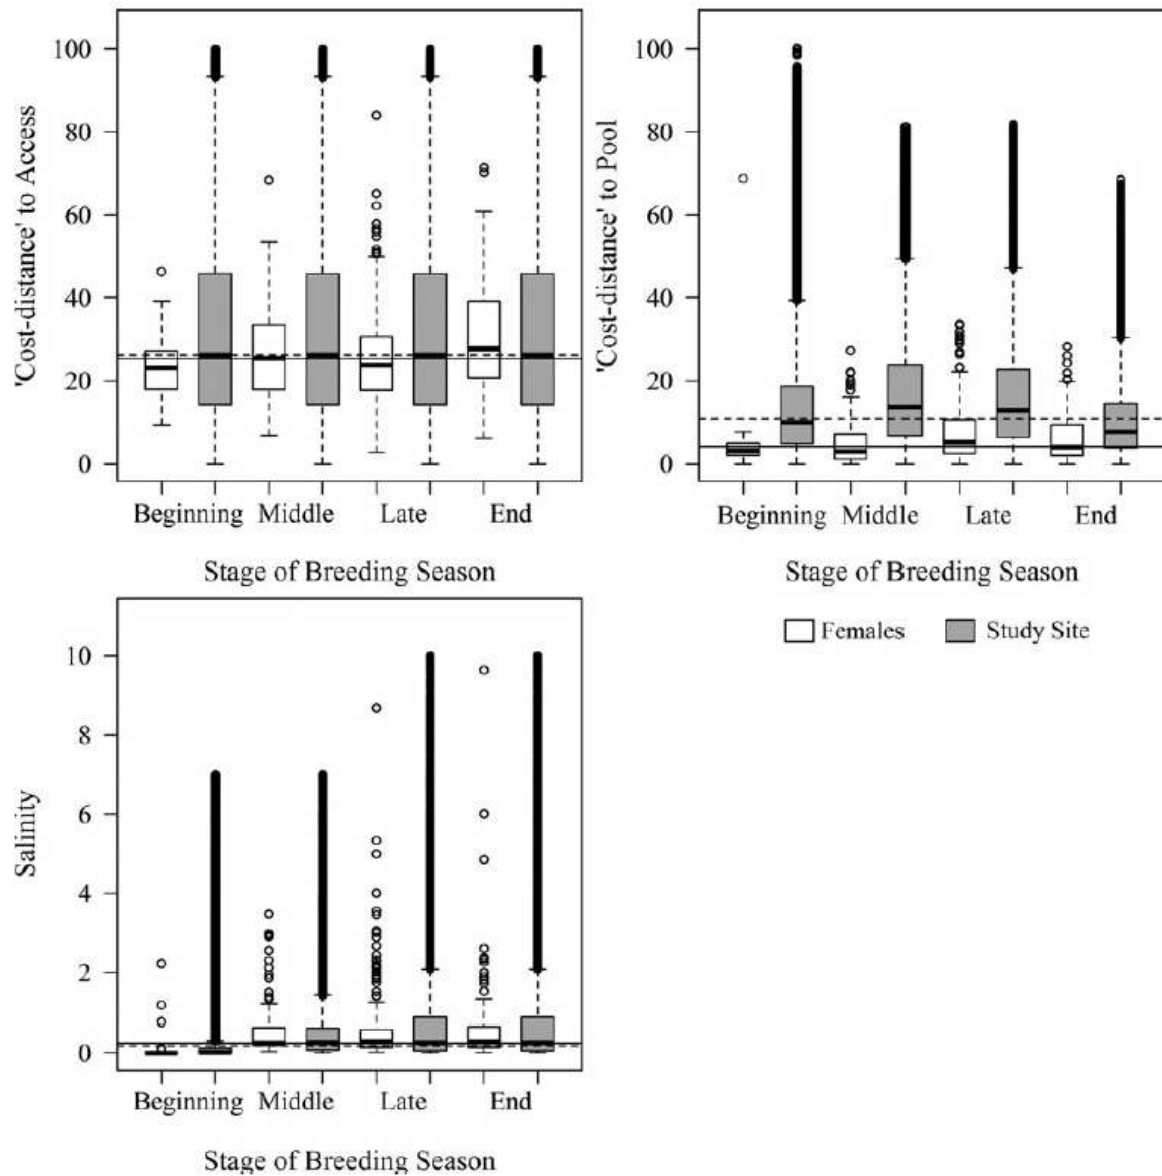 'Cost-distance' to Access
100
80
60
40
20
0
Beginning Middle Late End
Stage of Breeding Season
'Cost-distance' to Pool
100
80
60
40
20
0
Beginning Middle Late End
Stage of Breeding Season
Females Study Site
Salinity
10
8
6
4
2
0
Beginning Middle Late End
Stage of Breeding Season